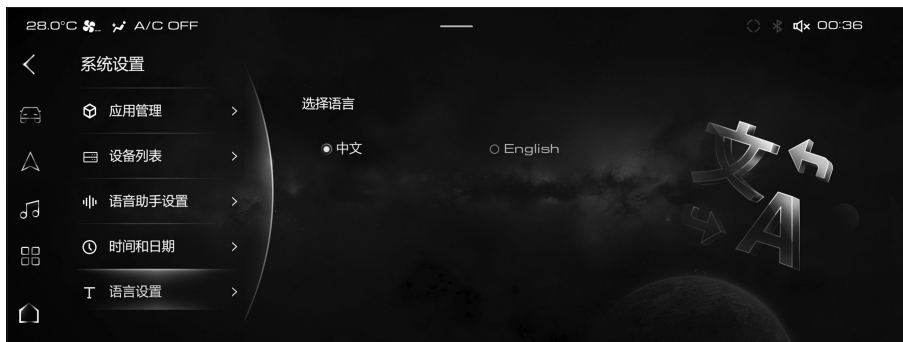 28.0°C A/C OFF 00:36
系统设置
应用管理
设备列表
语音助手设置
时间和日期
T 语言设置
选择语言
中文 English
文
A